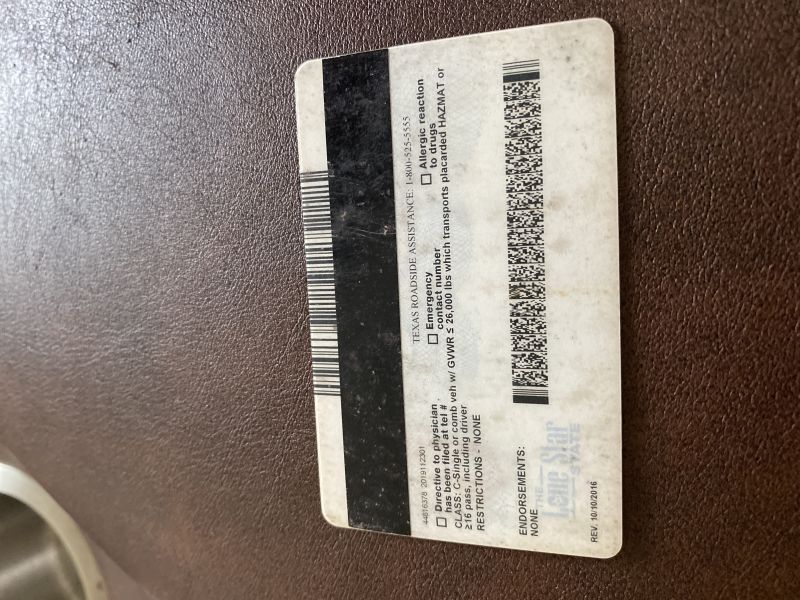 TEXAS ROADSIDE ASSISTANCE: 1-800-525-5555
☐ Directive to physician has been filed at tel #
☐ Emergency contact number
☐ Allergic reaction to drugs
44816378 20191112301
CLASS: C-Single or comb veh w/ GVWR ≤ 26,000 lbs which transports placarded HAZMAT or
≥16 pass, including driver
RESTRICTIONS - NONE
ENDORSEMENTS:
NONE
THE
Lone Star
STATE
REV. 10/10/2016